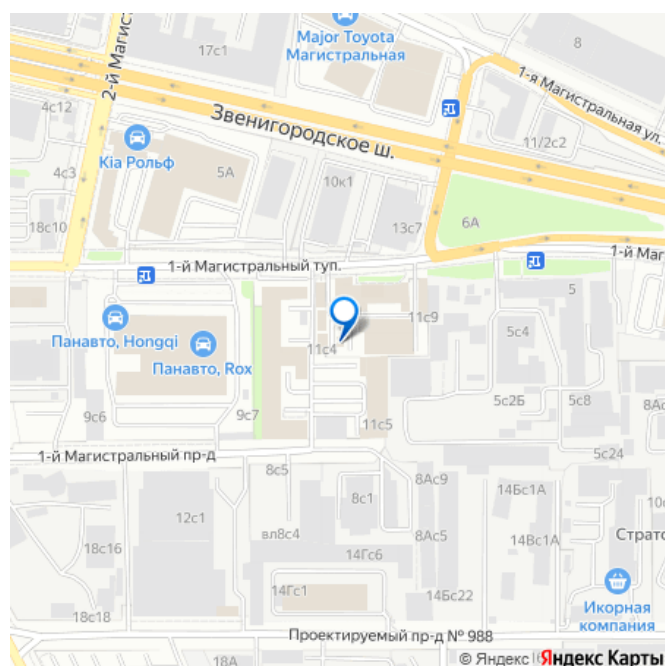 2-й Магист
17с1
Major Toyota
Магистральная
8
1-я Магистральная ул.
4с12
Звенигородское ш.
11/2с2
Kia Рольф
4с3
5А
10к1
18с10
13с7
6А
1-й Магистральный туп.
1-й Маг
5
11с9
Панавто, Hongqi
11с4
5с4
Панавто, Rox
9с6
9с7
5с2Б
5с8
8Ас
11с5
1-й Магистральный пр-д
5с24
8с5
8Ас9
8с1
14Бс1А
10с
12с1
вл8с4
8Ас5
14Вс1А
Страто
18с16
14Гс6
14Гс1
14Бс22
18с18
Икорная
компания
Проектируемый пр-д № 988
18А
© Яндекс
Яндекс Карты